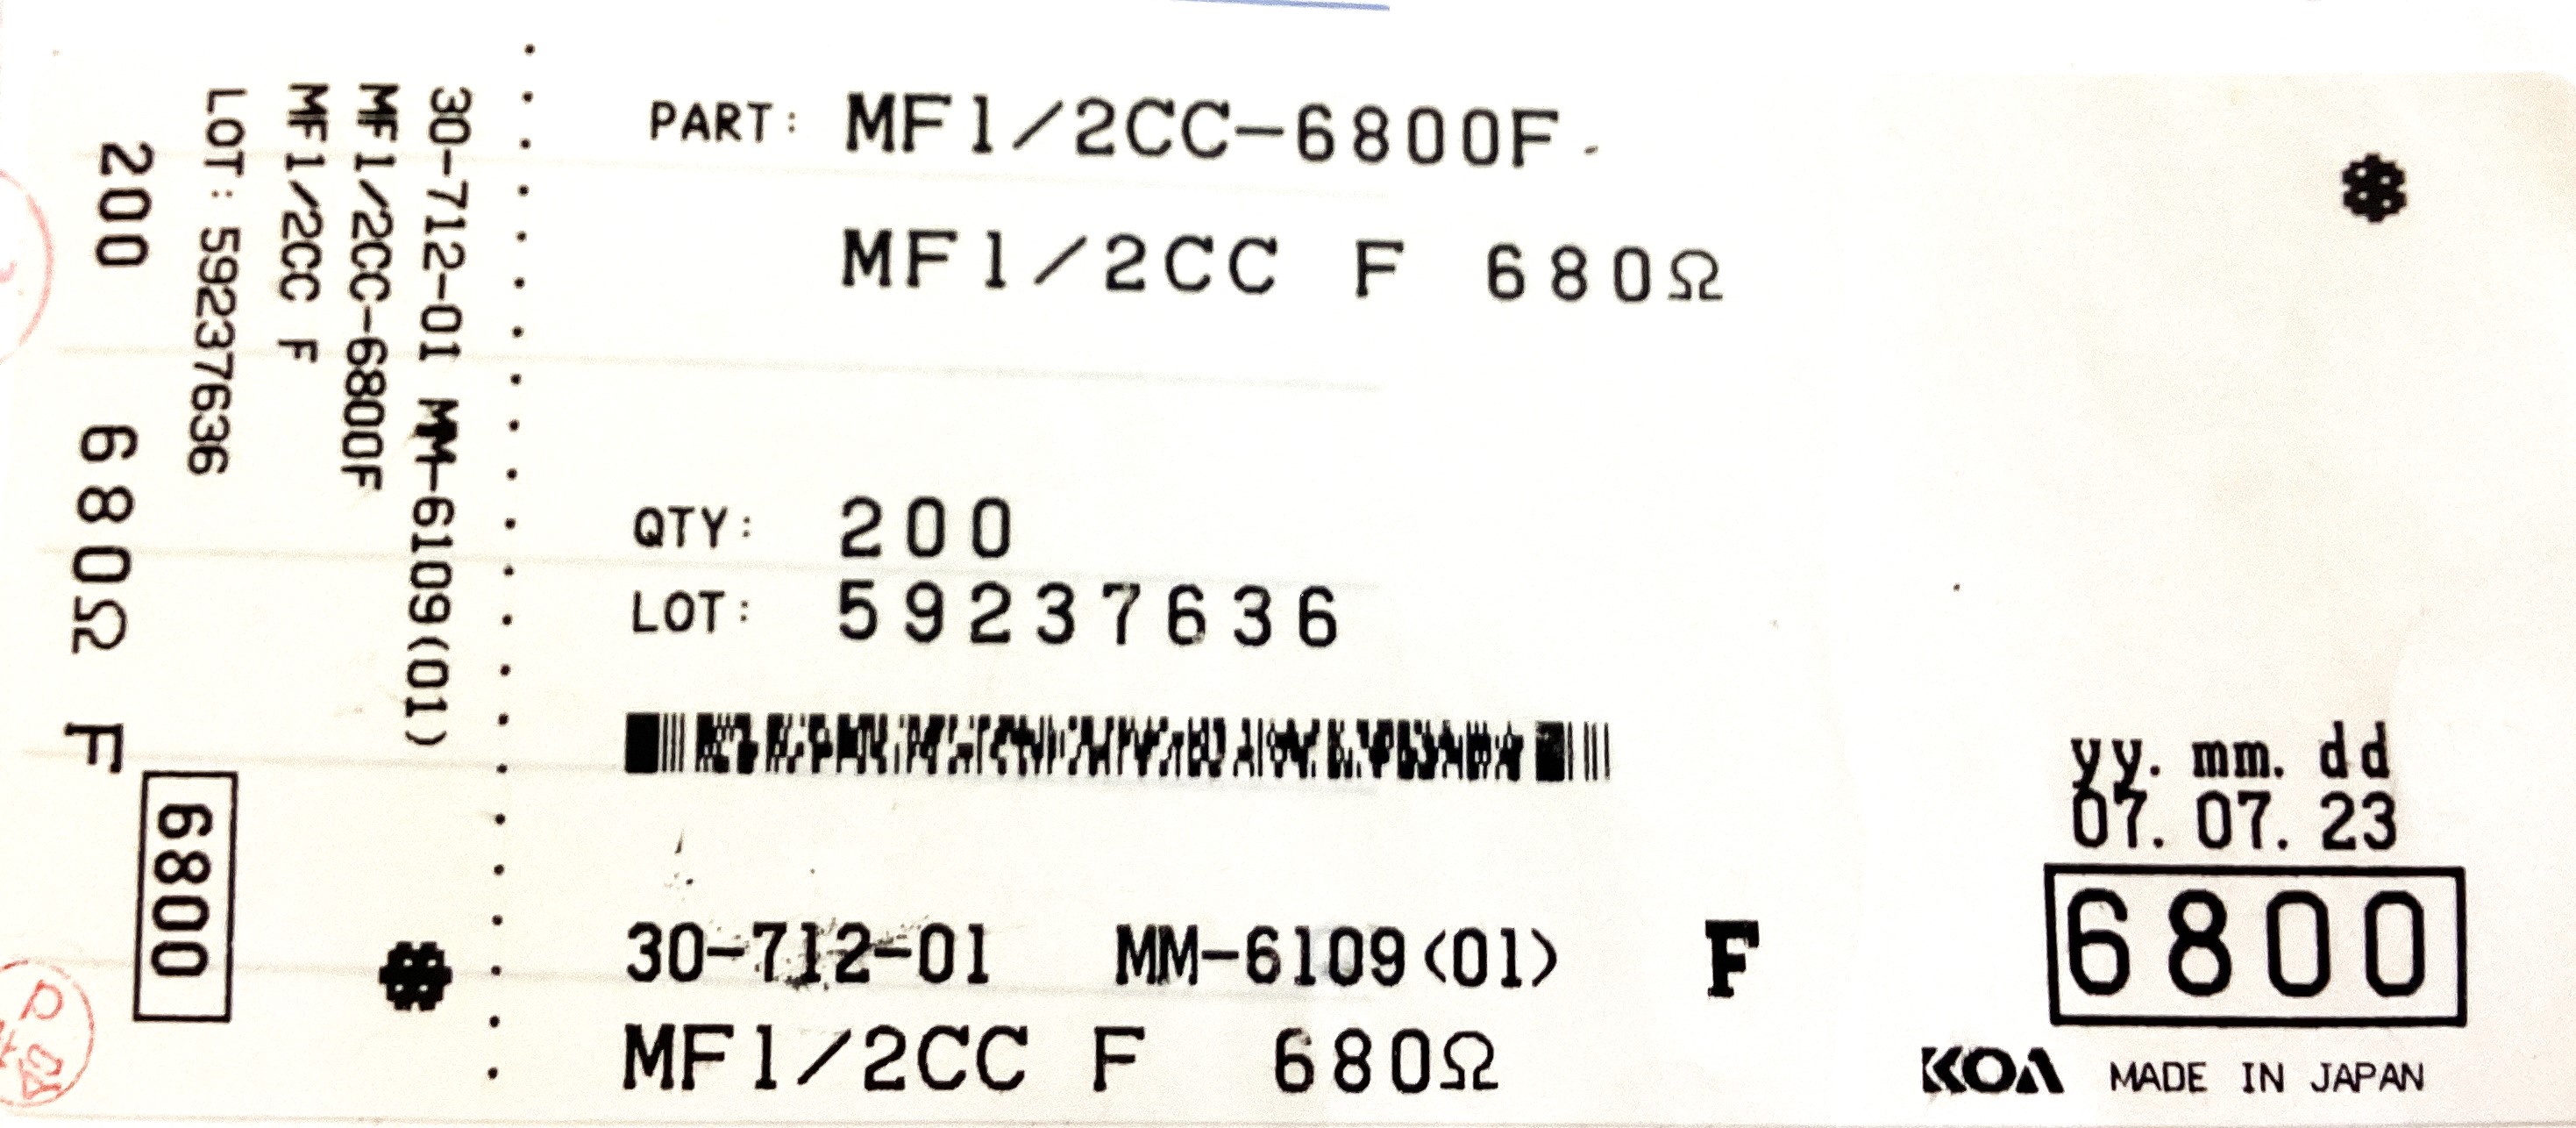 30-712-01 MM-6109(01)
MF1/2CC-6800F
MF1/2CC F
LOT: 59237636
200 680Ω F
6800
PART: MF1/2CC-6800F
MF1/2CC F 680Ω
QTY: 200
LOT: 59237636
30-712-01 MM-6109(01) F
MF1/2CC F 680Ω
yy. mm. dd
07. 07. 23
6800
KOA MADE IN JAPAN